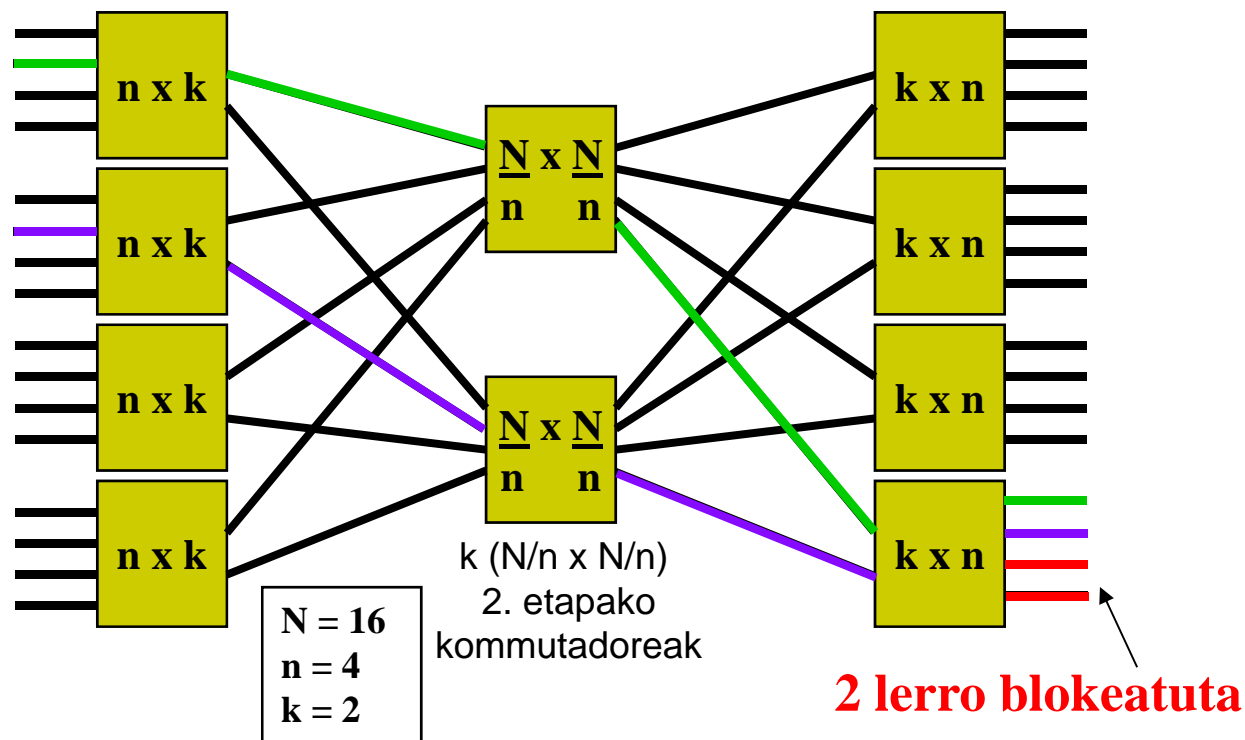 n x k
k x n
N x N
n n
n x k
k x n
n x k
k x n
N x N
n n
n x k
k x n
k (N/n x N/n)
2. etapako
kommutadoreak
N = 16
n = 4
k = 2
2 lerro blokeatuta